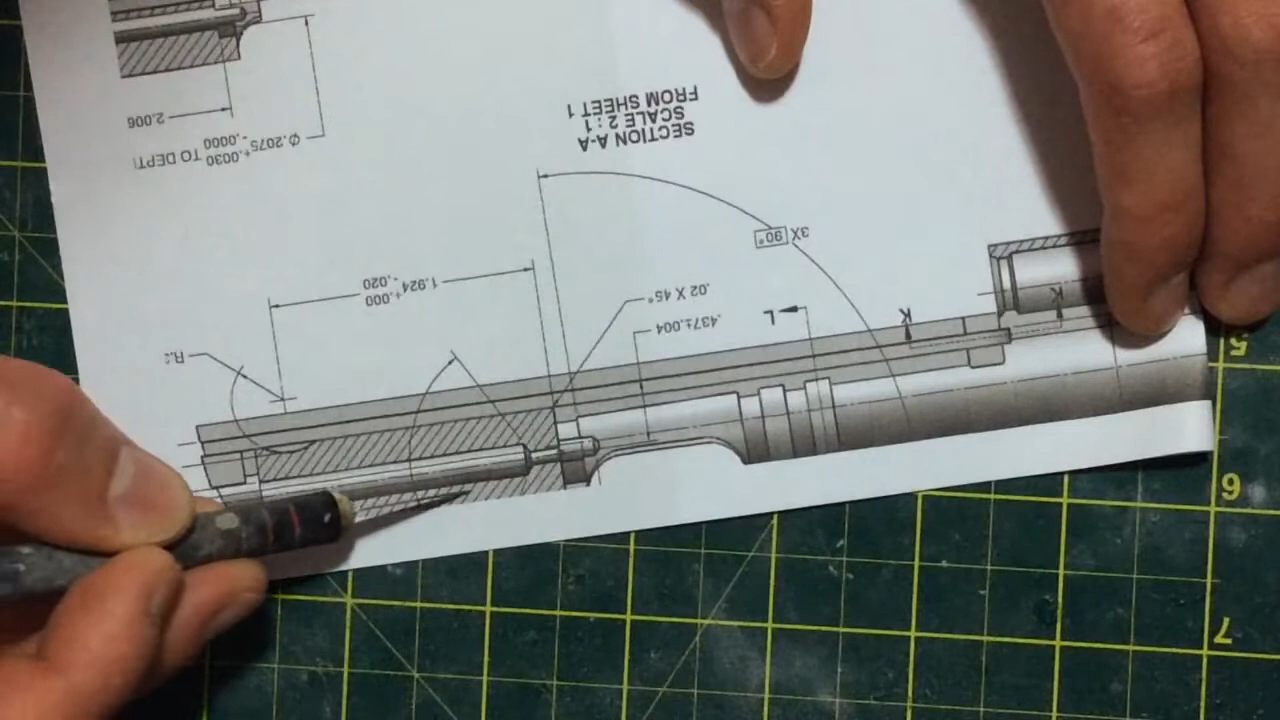 SECTION A-A
SCALE 2 : 1
FROM SHEET 1
2.006
Ø.2075 +.0030 -.0000 TO DEPT
3X 90°
1.924 +.000 -.020
.02 X 45°
.437±.004
L
K
K
5
6
7